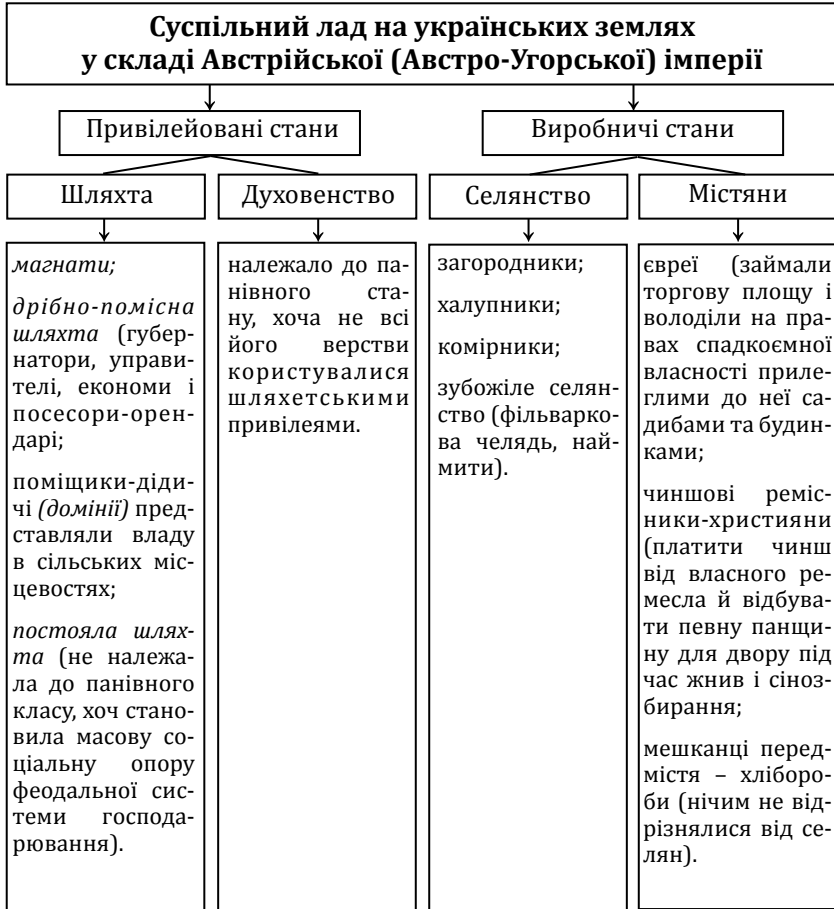 Суспільний лад на українських землях
у складі Австрійської (Австро-Угорської) імперії
Привілейовані стани
Виробничі стани
Шляхта
Духовенство
Селянство
Містяни
магнати;
дрібно-помісна
шляхта (губер-
натори, управи-
телі, економи і
посесори-орен-
дарі;
поміщики-діди-
чі (домінії) пред-
ставляли владу
в сільських міс-
цевостях;
постояла шлях-
та (не належа-
ла до панівного
класу, хоч стано-
вила масову со-
ціальну опору
феодальної сис-
теми господа-
рювання).
належало до па-
нівного ста-
ну, хоча не всі
його верстви
користувалися
шляхетськими
привілеями.
загородники;
халупники;
комірники;
зубожіле селян-
ство (фільварко-
ва челядь, най-
мити).
євреї (займали
торгову площу і
володіли на пра-
вах спадкоємної
власності приле-
глими до неї са-
дибами та будин-
ками;
чиншові реміс-
ники-християни
(платити чинш
від власного ре-
месла й відбува-
ти певну панщи-
ну для двору під
час жнив і сіноз-
бирання;
мешканці перед-
містя – хліборо-
би (нічим не від-
різнялися від се-
лян).